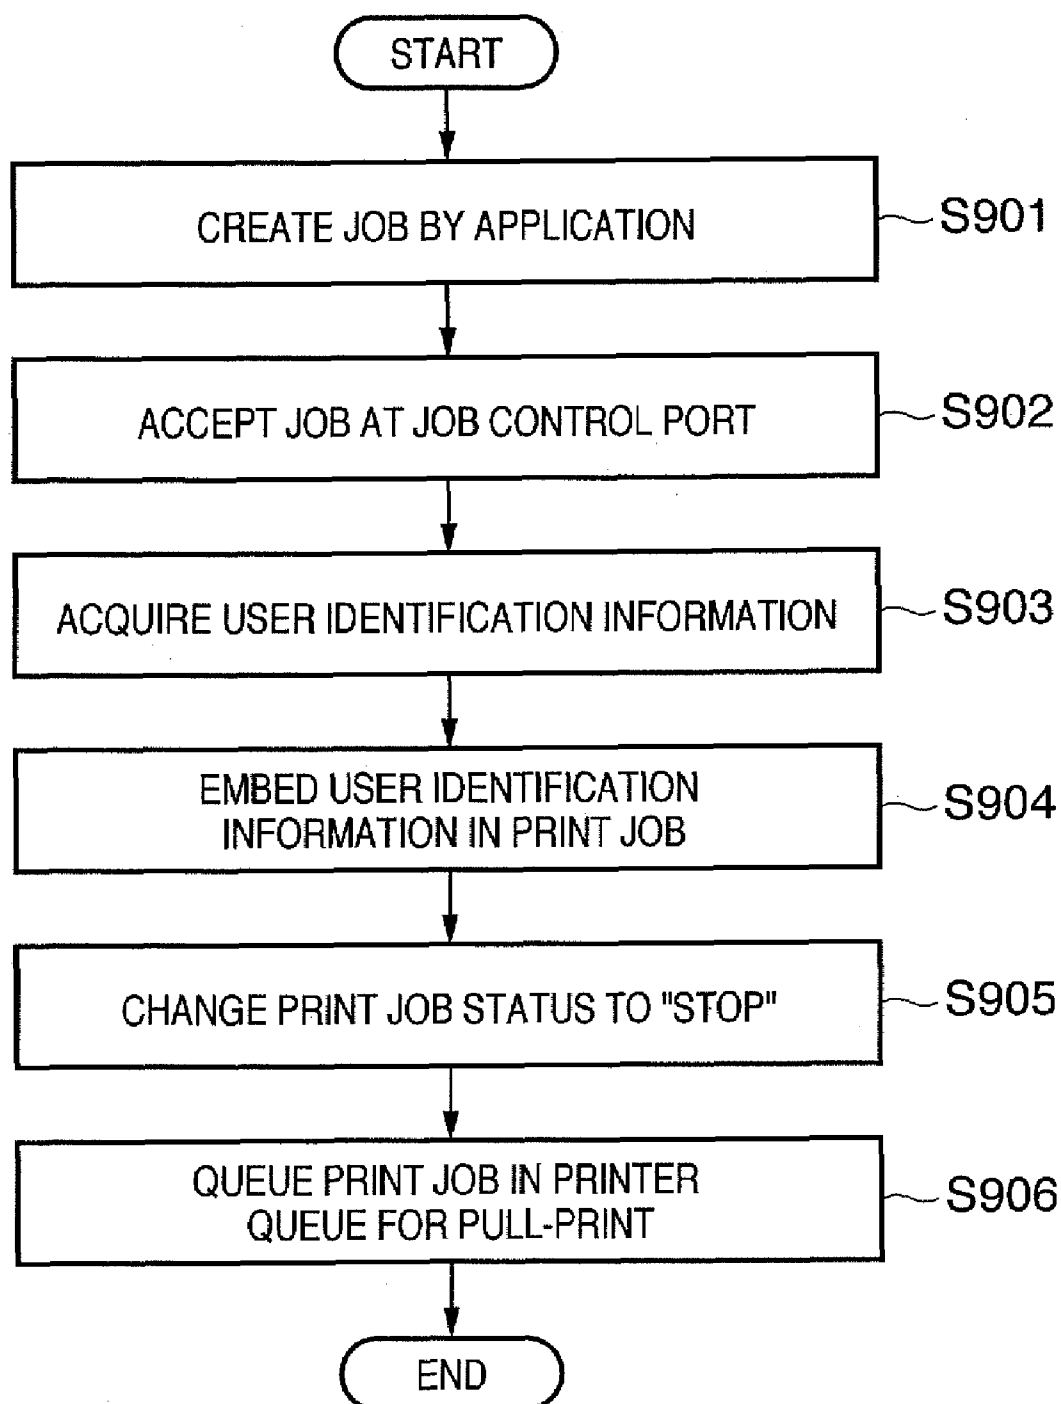 START
CREATE JOB BY APPLICATION
S901
ACCEPT JOB AT JOB CONTROL PORT
S902
ACQUIRE USER IDENTIFICATION INFORMATION
S903
EMBED USER IDENTIFICATION
INFORMATION IN PRINT JOB
S904
CHANGE PRINT JOB STATUS TO "STOP"
S905
QUEUE PRINT JOB IN PRINTER
QUEUE FOR PULL-PRINT
S906
END